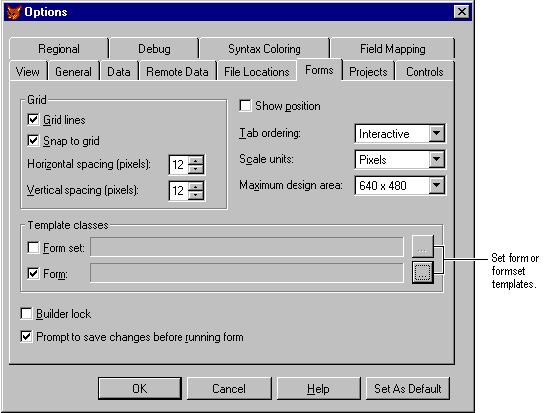 Options
Regional Debug Syntax Coloring Field Mapping
View General Data Remote Data File Locations Forms Projects Controls
Grid
Grid lines
Snap to grid
Horizontal spacing (pixels): 12
Vertical spacing (pixels): 12
Show position
Tab ordering: Interactive
Scale units: Pixels
Maximum design area: 640 x 480
Template classes
Form set: ...
Form: ...
Set form or
formset
templates.
Builder lock
Prompt to save changes before running form
OK Cancel Help Set As Default